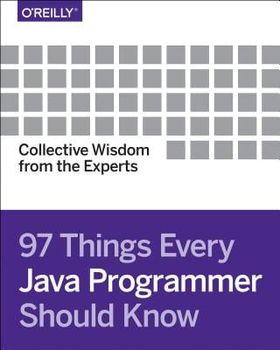 O'REILLY®
Collective Wisdom
from the Experts
97 Things Every
Java Programmer
Should Know